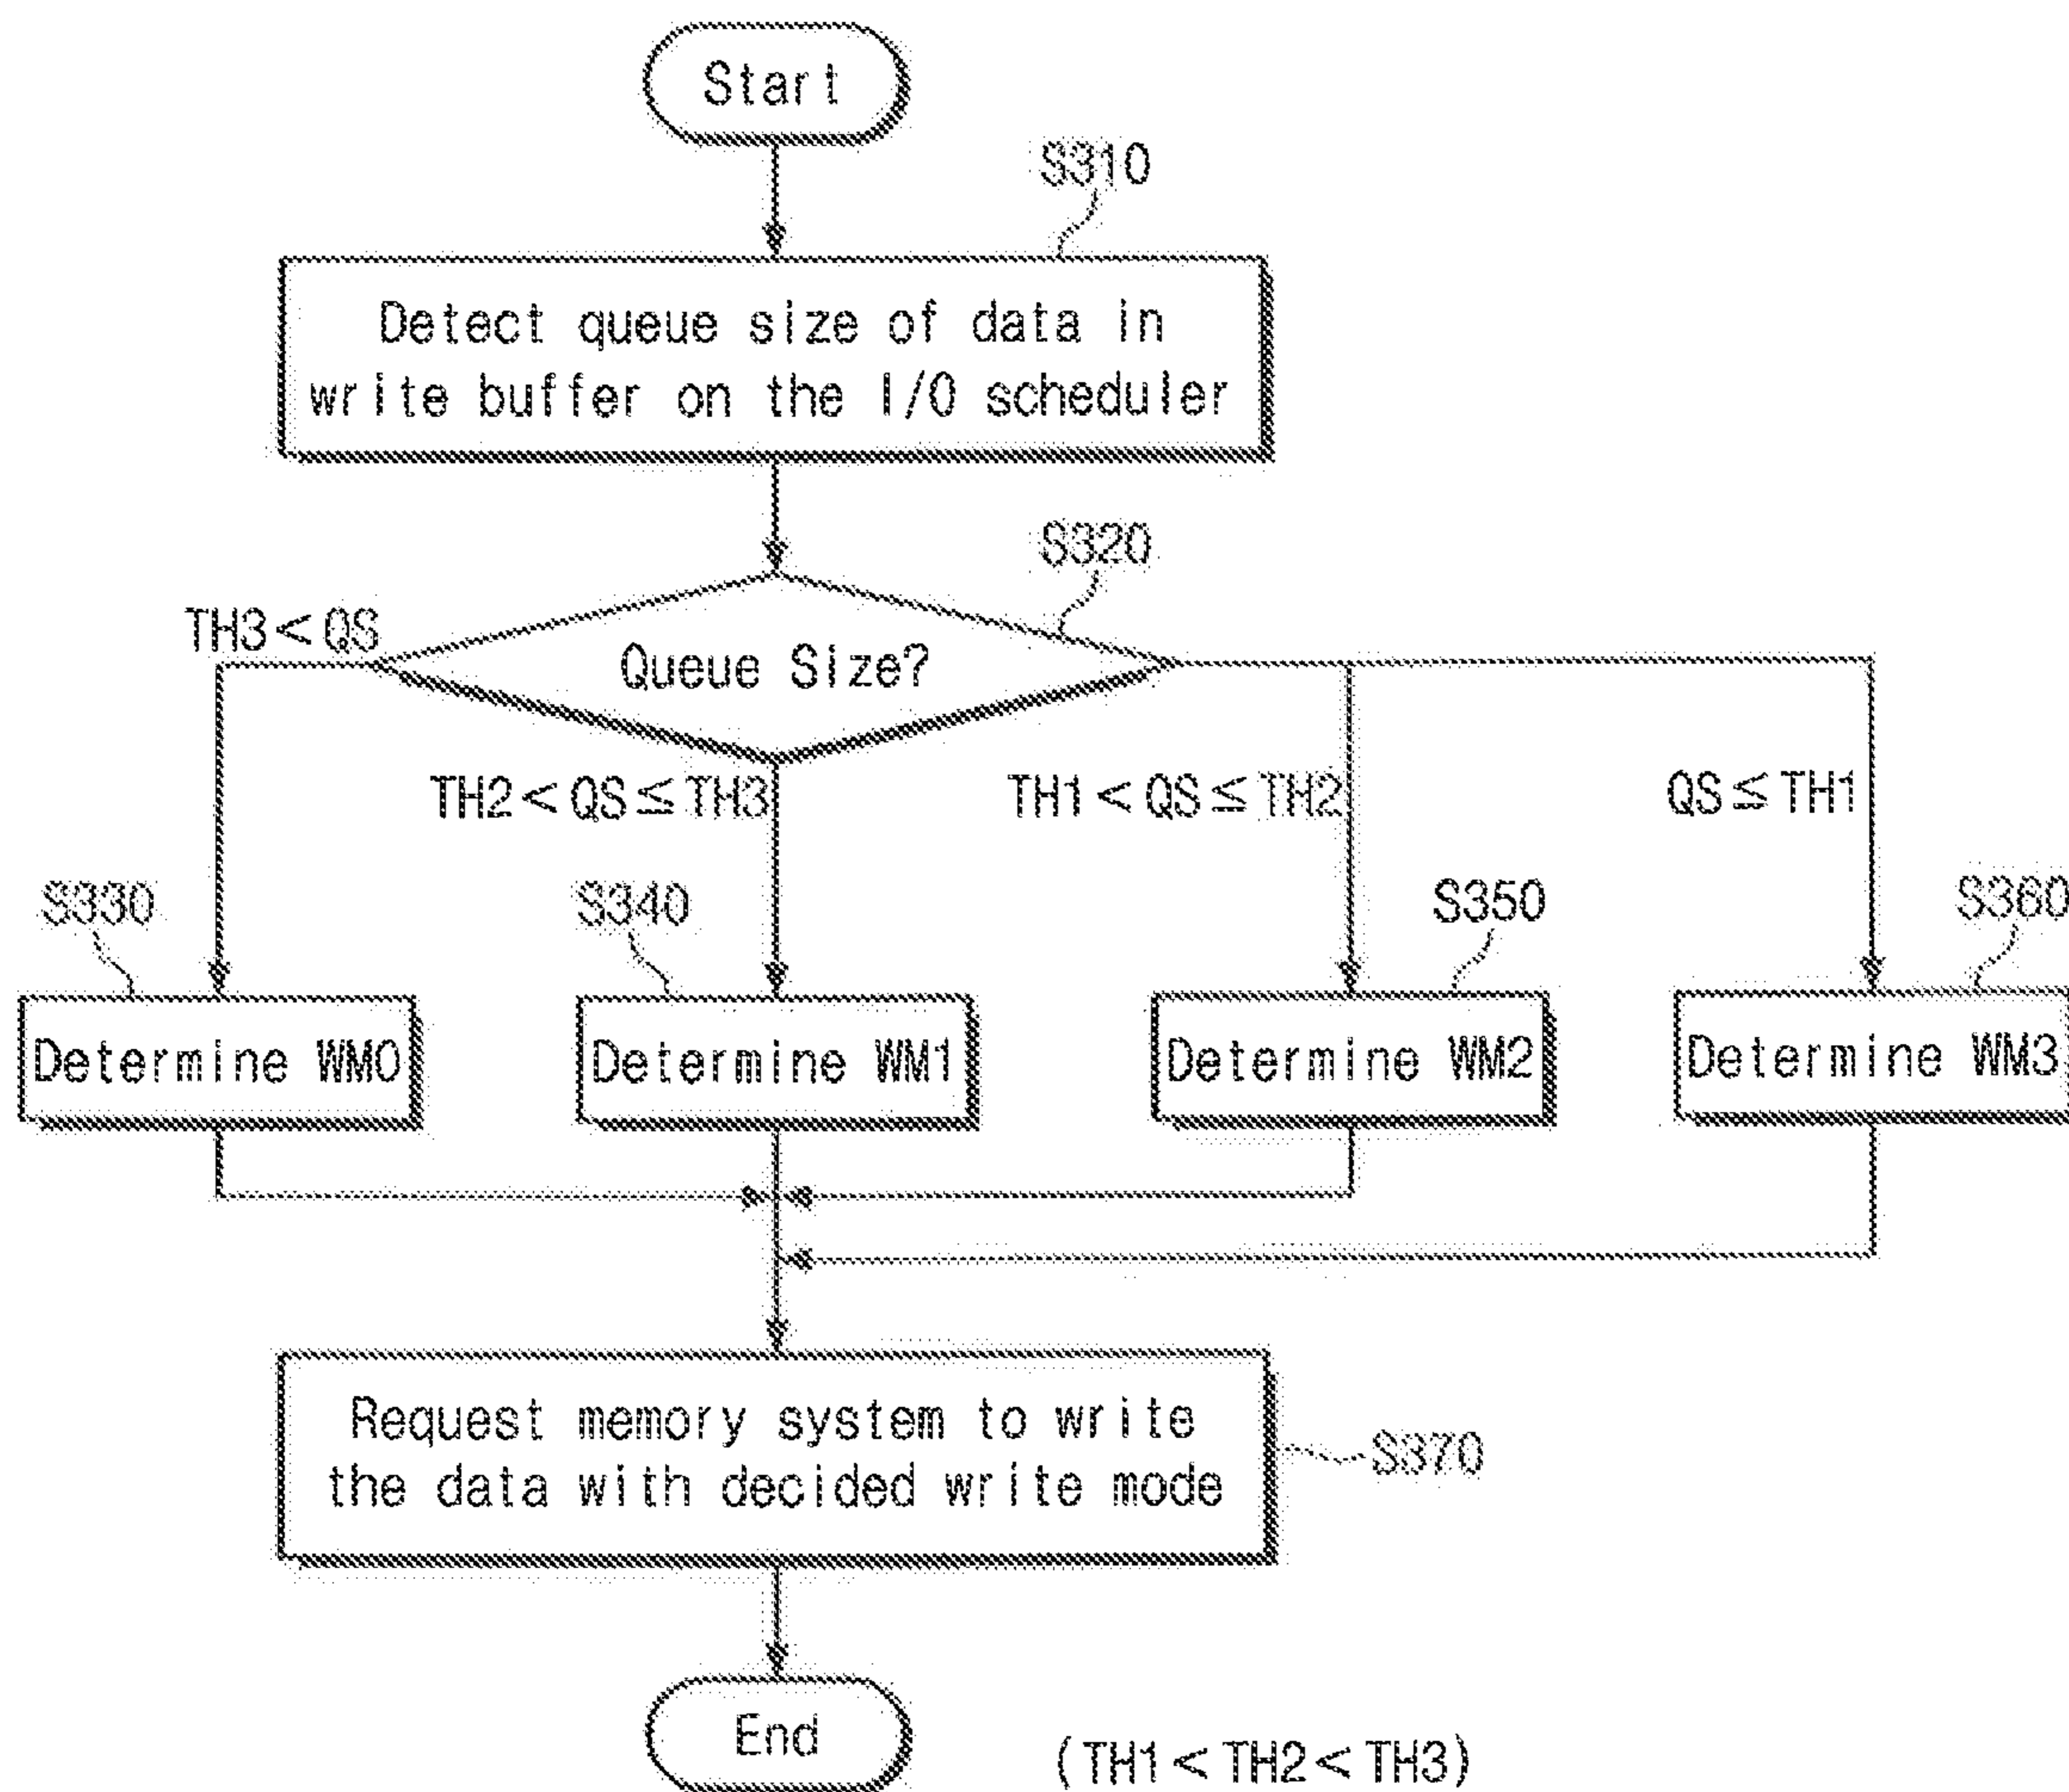 Start
S310
Detect queue size of data in
write buffer on the I/O scheduler
S320
TH3<QS
Queue Size?
TH2<QS≤TH3
TH1<QS≤TH2
QS≤TH1
S330
S340
S350
S360
Determine WM0
Determine WM1
Determine WM2
Determine WM3
Request memory system to write
the data with decided write mode
S370
End
(TH1<TH2<TH3)